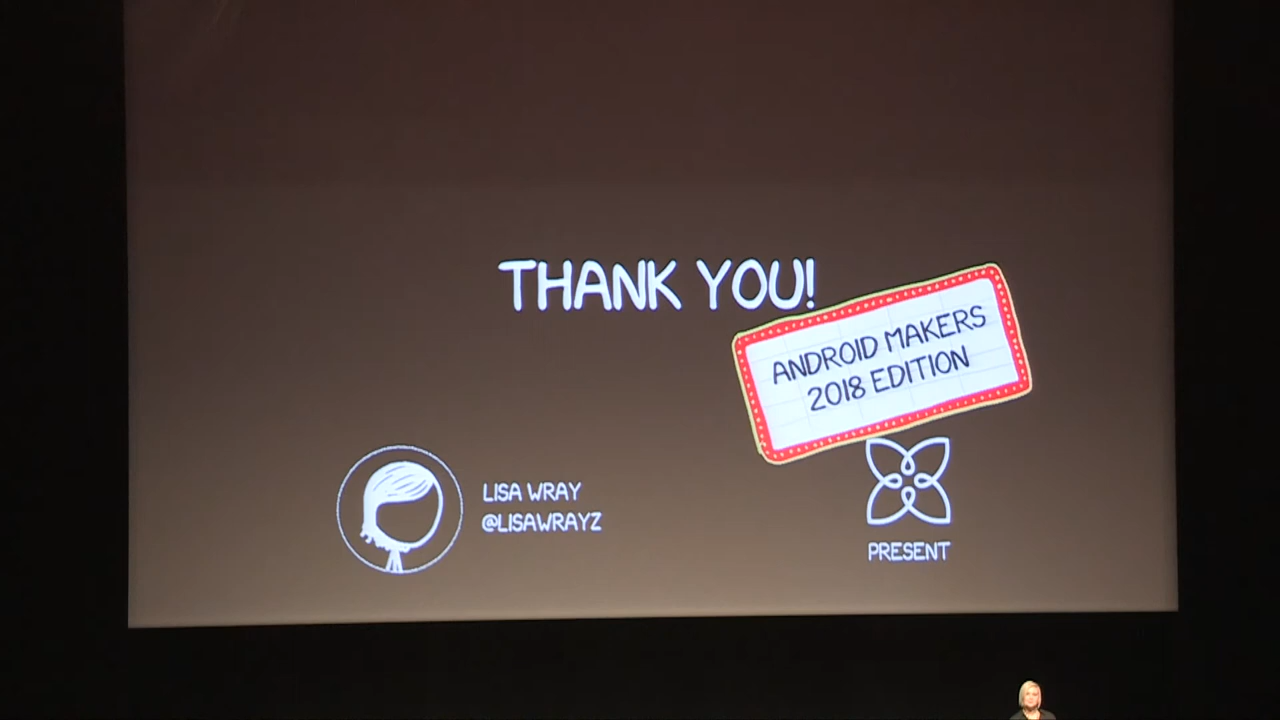 THANK YOU!
ANDROID MAKERS
2018 EDITION
LISA WRAY
@LISAWRAYZ
PRESENT